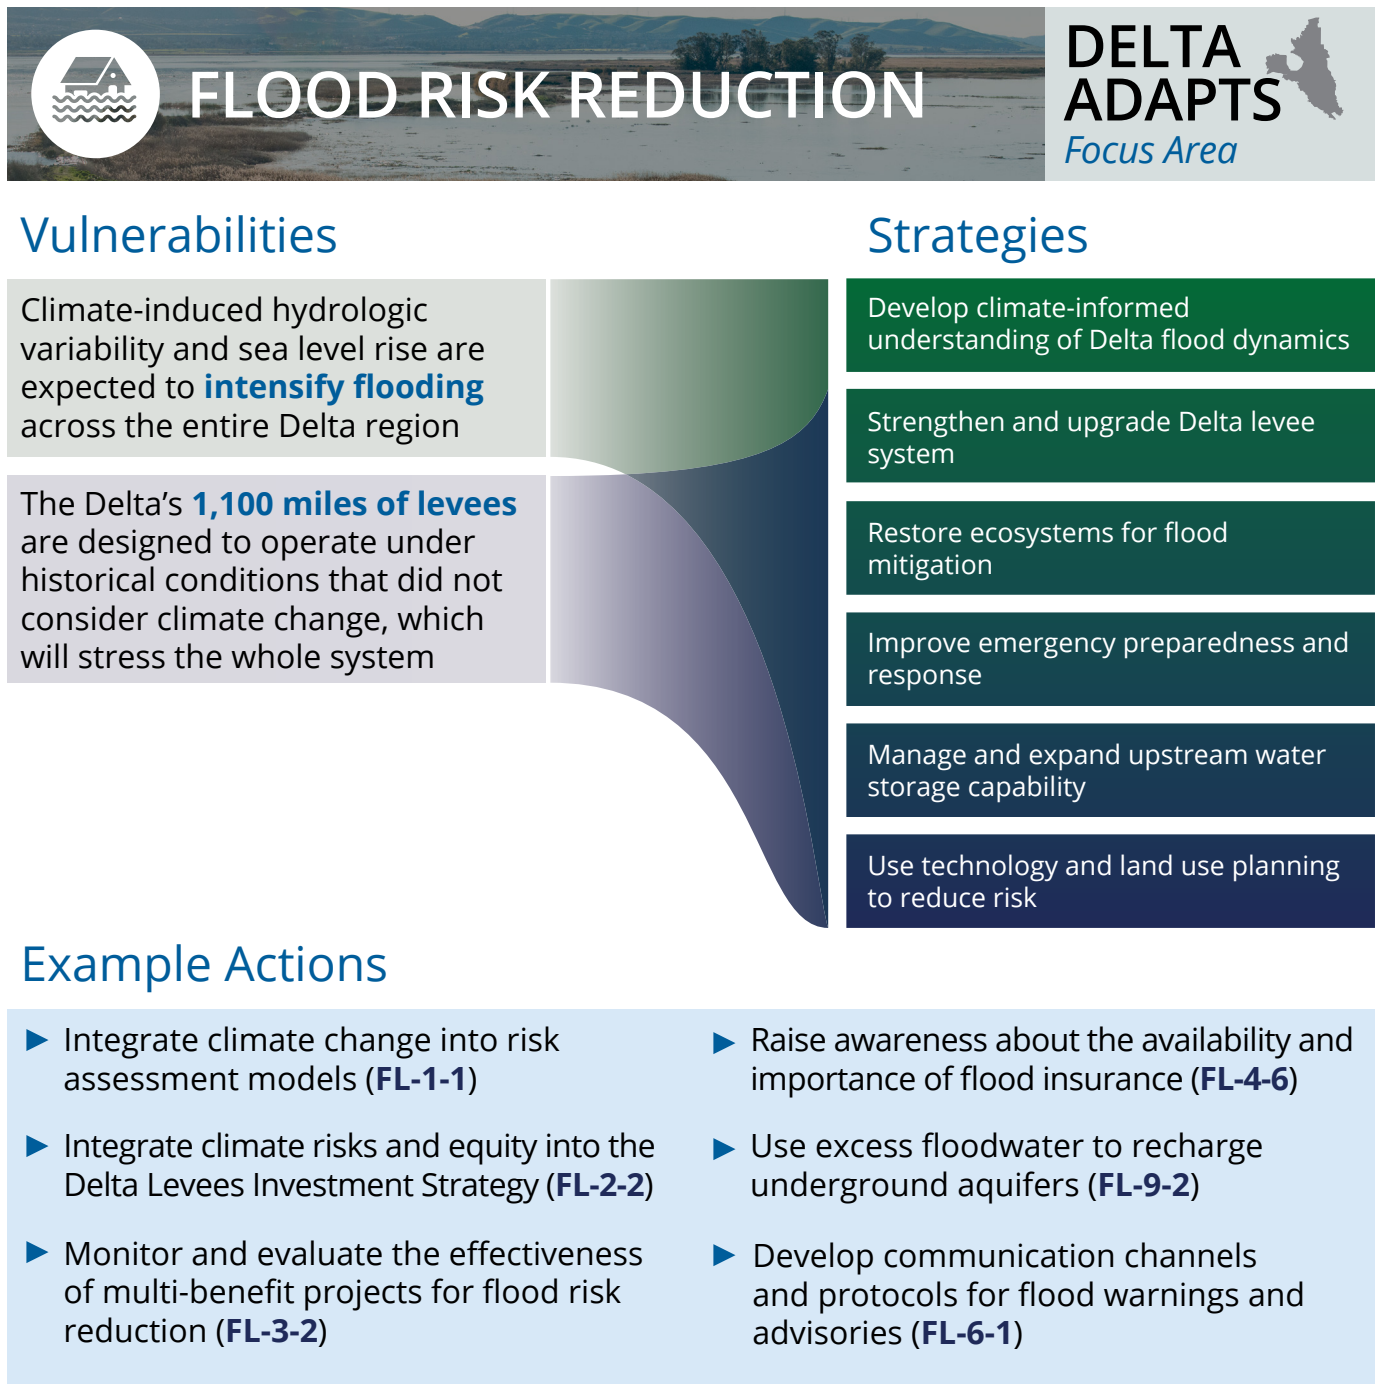 FLOOD RISK REDUCTION
DELTA
ADAPTS
Focus Area
Vulnerabilities
Climate-induced hydrologic
variability and sea level rise are
expected to intensify flooding
across the entire Delta region
The Delta’s 1,100 miles of levees
are designed to operate under
historical conditions that did not
consider climate change, which
will stress the whole system
Strategies
Develop climate-informed
understanding of Delta flood dynamics
Strengthen and upgrade Delta levee
system
Restore ecosystems for flood
mitigation
Improve emergency preparedness and
response
Manage and expand upstream water
storage capability
Use technology and land use planning
to reduce risk
Example Actions
Integrate climate change into risk
assessment models (FL-1-1)
Integrate climate risks and equity into the
Delta Levees Investment Strategy (FL-2-2)
Monitor and evaluate the effectiveness
of multi-benefit projects for flood risk
reduction (FL-3-2)
Raise awareness about the availability and
importance of flood insurance (FL-4-6)
Use excess floodwater to recharge
underground aquifers (FL-9-2)
Develop communication channels
and protocols for flood warnings and
advisories (FL-6-1)